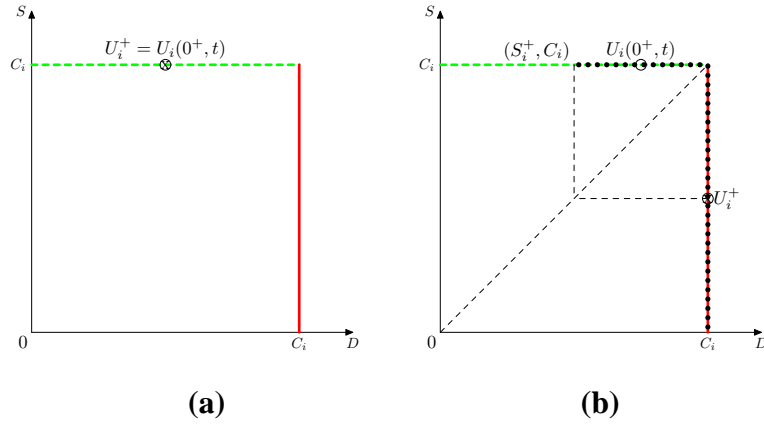 S
U_i^+ = U_i(0^+, t)
C_i
0
C_i
D
(a)
S
(S_i^+, C_i) U_i(0^+, t)
C_i
U_i^+
0
C_i
D
(b)